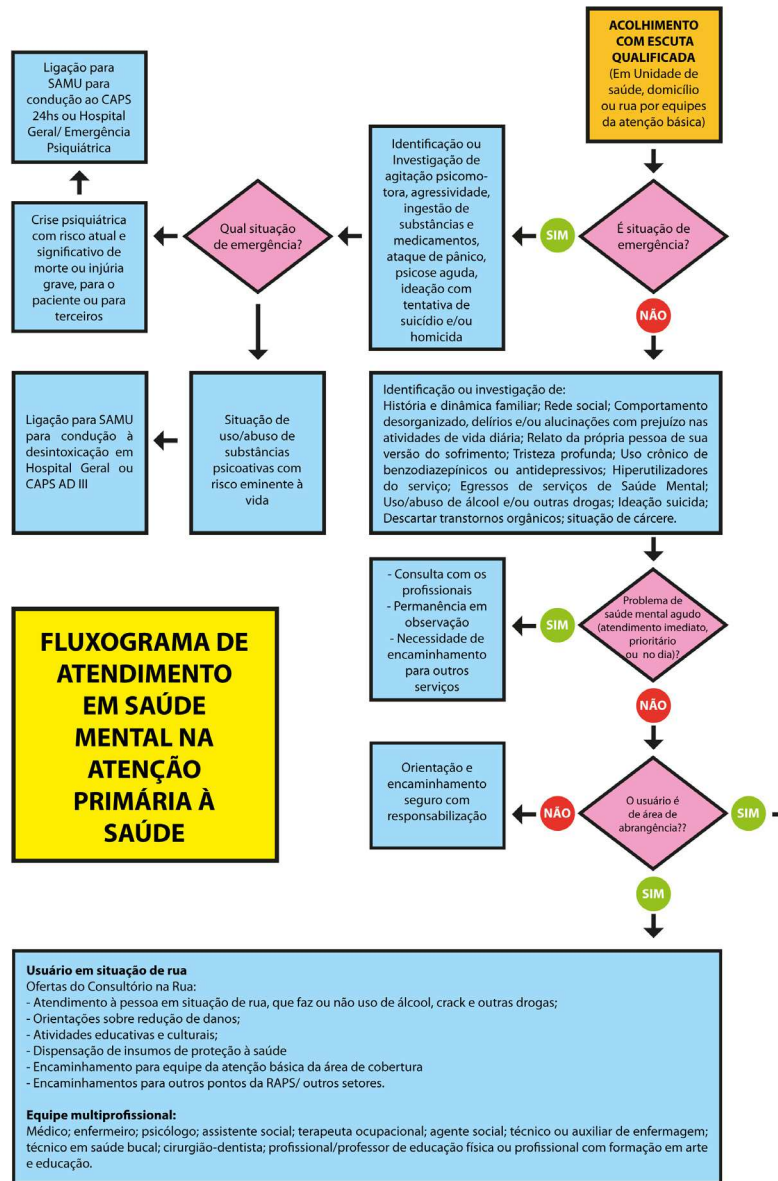 ACOLHIMENTO
COM ESCUTA
QUALIFICADA
(Em Unidade de
saúde, domicílio
ou rua por equipes
da atenção básica)
É situação de
emergência?
SIM
NÃO
Identificação ou
Investigação de
agitação psicomo-
tora, agressividade,
ingestão de
substâncias e
medicamentos,
ataque de pânico,
psicose aguda,
ideação com
tentativa de
suicídio e/ou
homicida
Qual situação
de emergência?
Crise psiquiátrica
com risco atual e
significativo de
morte ou injúria
grave, para o
paciente ou para
terceiros
Ligação para
SAMU para
condução ao CAPS
24hs ou Hospital
Geral/ Emergência
Psiquiátrica
Situação de
uso/abuso de
substâncias
psicoativas com
risco eminente à
vida
Ligação para SAMU
para condução à
desintoxicação em
Hospital Geral ou
CAPS AD III
Identificação ou investigação de:
História e dinâmica familiar; Rede social; Comportamento
desorganizado, delírios e/ou alucinações com prejuízo nas
atividades de vida diária; Relato da própria pessoa de sua
versão do sofrimento; Tristeza profunda; Uso crônico de
benzodiazepínicos ou antidepressivos; Hiperutilizadores
do serviço; Egressos de serviços de Saúde Mental;
Uso/abuso de álcool e/ou outras drogas; Ideação suicida;
Descartar transtornos orgânicos; situação de cárcere.
Problema de
saúde mental agudo
(atendimento imediato,
prioritário
ou no dia)?
SIM
- Consulta com os
profissionais
- Permanência em
observação
- Necessidade de
encaminhamento
para outros
serviços
NÃO
O usuário é
de área de
abrangência??
NÃO
Orientação e
encaminhamento
seguro com
responsabilização
SIM
SIM
FLUXOGRAMA DE
ATENDIMENTO
EM SAÚDE
MENTAL NA
ATENÇÃO
PRIMÁRIA À
SAÚDE
Usuário em situação de rua
Ofertas do Consultório na Rua:
- Atendimento à pessoa em situação de rua, que faz ou não uso de álcool, crack e outras drogas;
- Orientações sobre redução de danos;
- Atividades educativas e culturais;
- Dispensação de insumos de proteção à saúde
- Encaminhamento para equipe da atenção básica da área de cobertura
- Encaminhamentos para outros pontos da RAPS/ outros setores.
Equipe multiprofissional:
Médico; enfermeiro; psicólogo; assistente social; terapeuta ocupacional; agente social; técnico ou auxiliar de enfermagem;
técnico em saúde bucal; cirurgião-dentista; profissional/professor de educação física ou profissional com formação em arte
e educação.